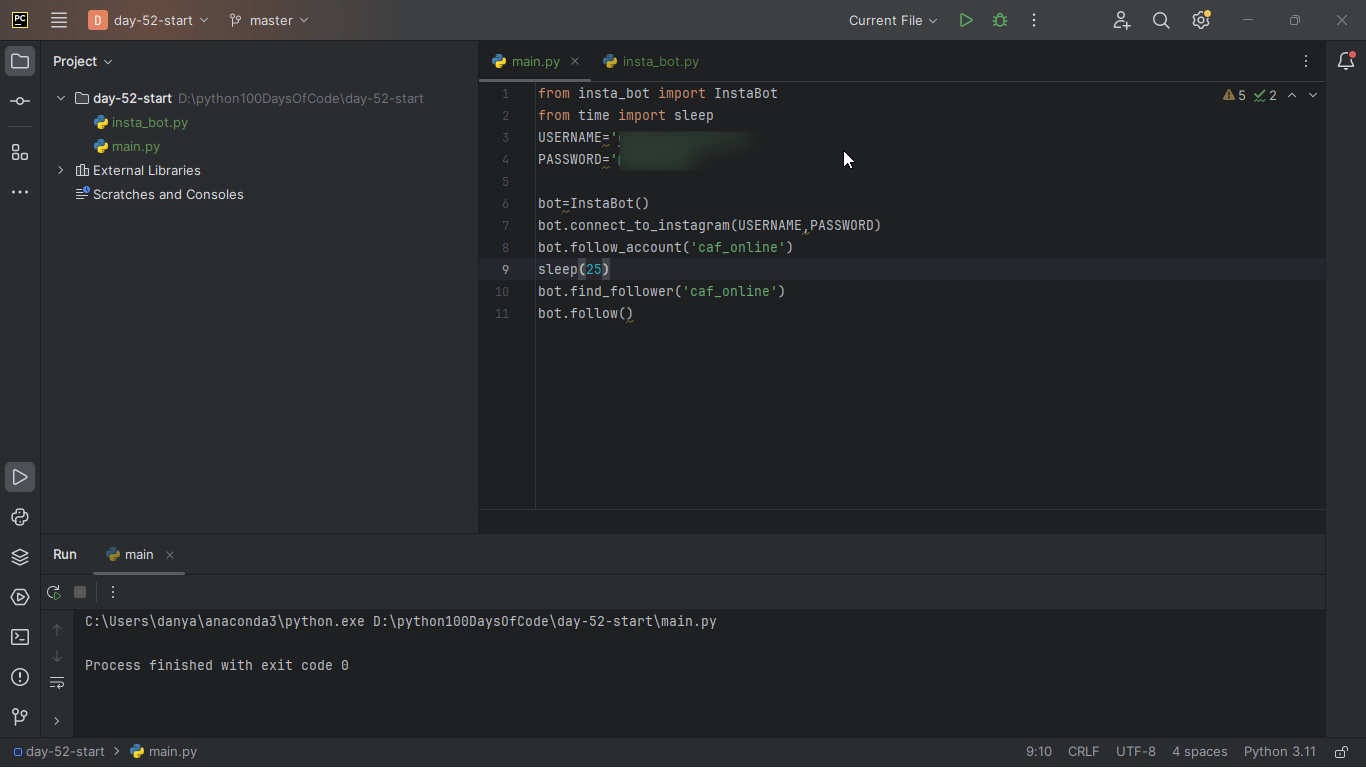 PC
D day-52-start
master
Current File
Project
day-52-start D:\python100DaysOfCode\day-52-start
insta_bot.py
main.py
External Libraries
Scratches and Consoles
main.py
insta_bot.py
5 2
1 from insta_bot import InstaBot
2 from time import sleep
3 USERNAME='
4 PASSWORD='
5
6 bot=InstaBot()
7 bot.connect_to_instagram(USERNAME,PASSWORD)
8 bot.follow_account('caf_online')
9 sleep(25)
10 bot.find_follower('caf_online')
11 bot.follow()
Run main
C:\Users\danya\anaconda3\python.exe D:\python100DaysOfCode\day-52-start\main.py
Process finished with exit code 0
day-52-start > main.py
9:10 CRLF UTF-8 4 spaces Python 3.11